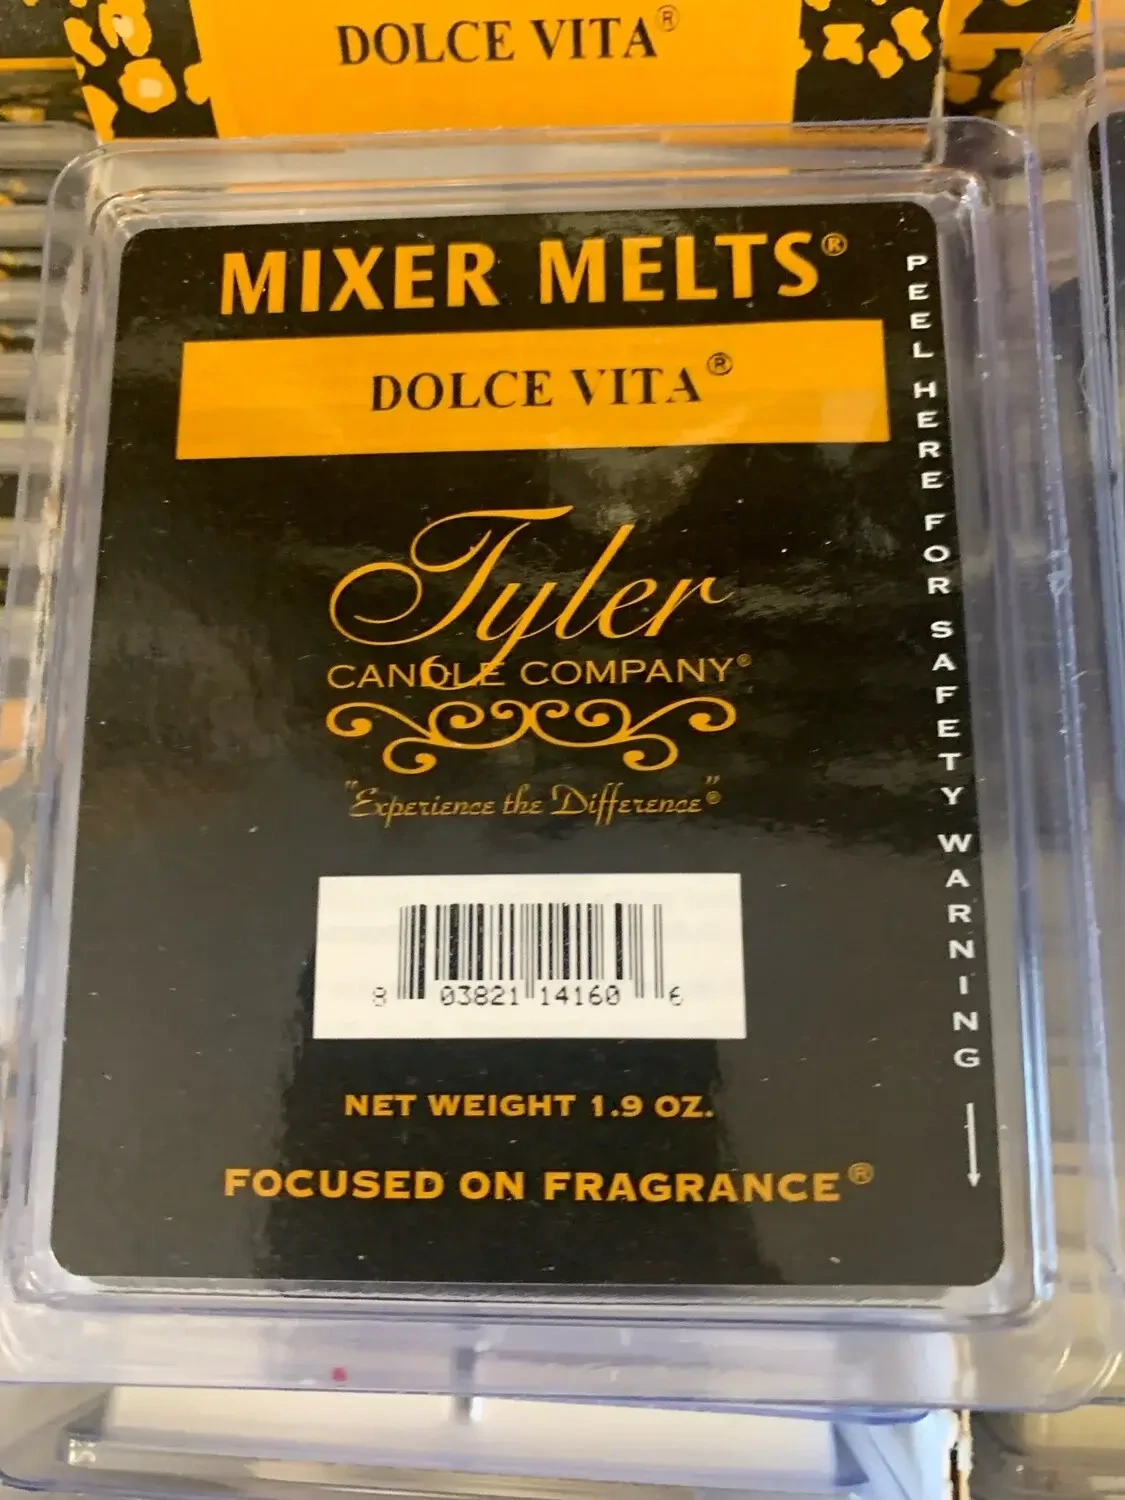 DOLCE VITA®
MIXER MELTS®
DOLCE VITA®
Tyler
CANDLE COMPANY®
"Experience the Difference"®
8 03821 14160 6
NET WEIGHT 1.9 OZ.
FOCUSED ON FRAGRANCE®
PEEL HERE FOR SAFETY WARNING